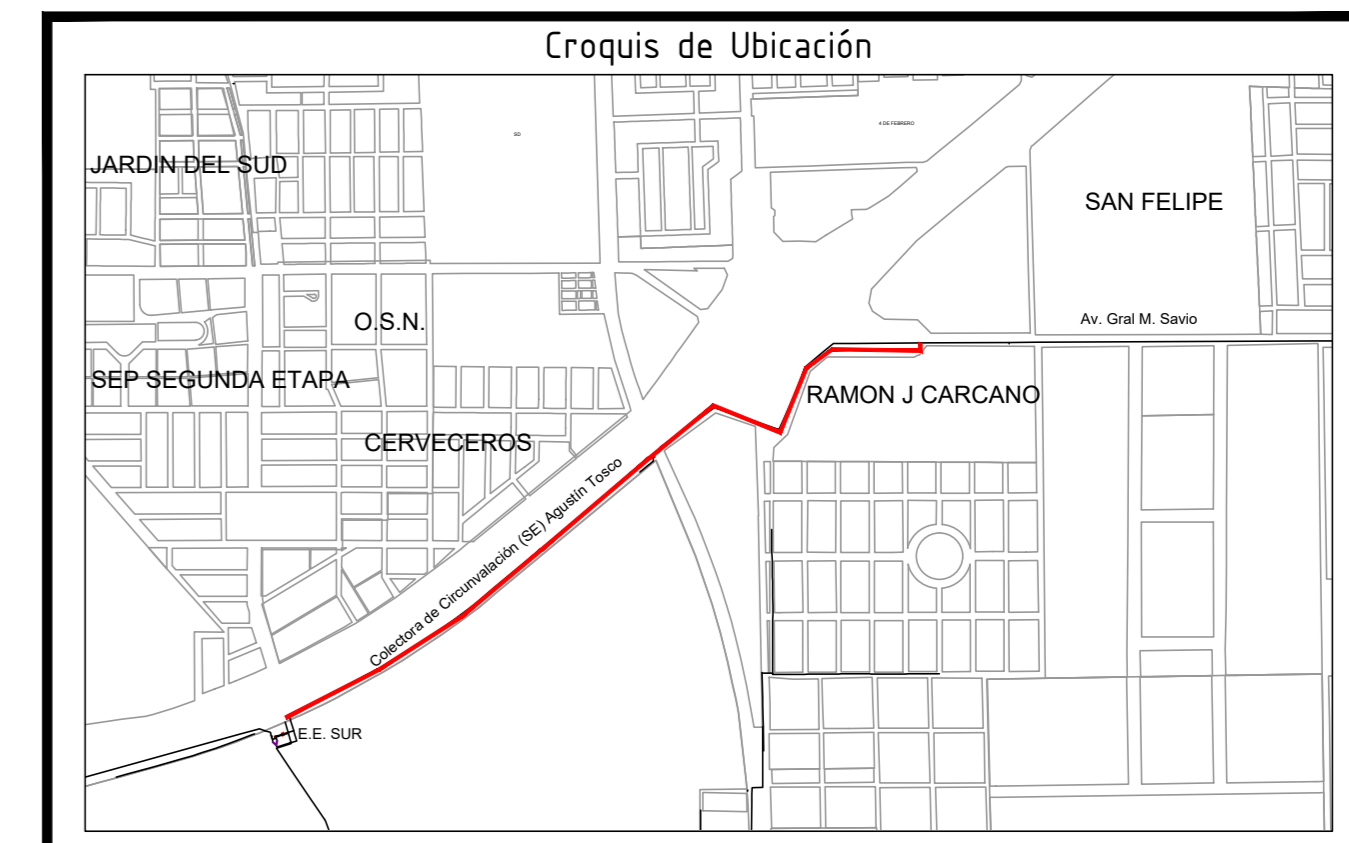 Croquis de Ubicación
4 DE FEBRERO
SD
JARDIN DEL SUD
SAN FELIPE
O.S.N.
Av. Gral M. Savio
SEP SEGUNDA ETAPA
RAMON J CARCANO
CERVECEROS
Colectora de Circunvalación (SE) Agustín Tosco
E.E. SUR